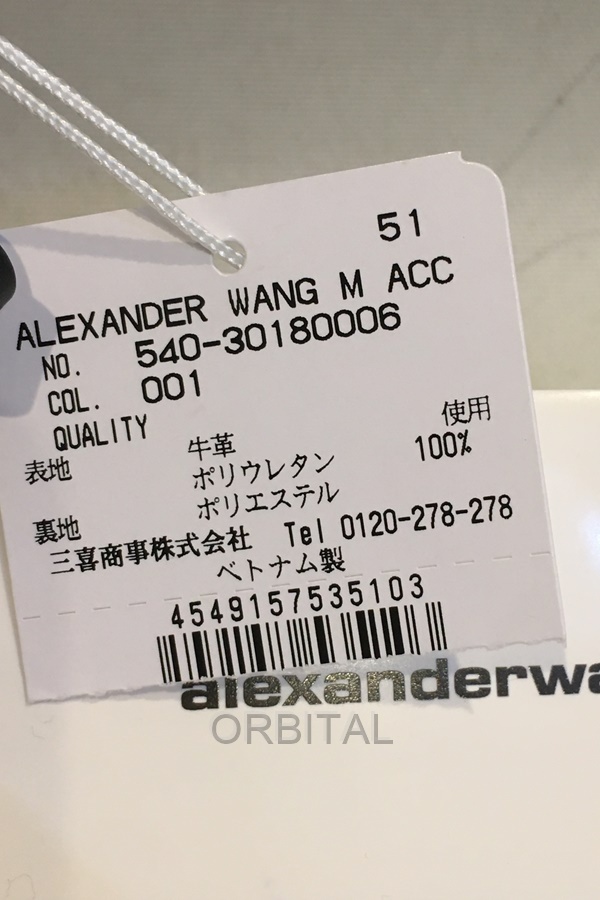 51
ALEXANDER WANG M ACC
NO. 540-30180006
COL. 001
QUALITY 使用
表地 牛革 100%
ポリウレタン
ポリエステル
裏地
三喜商事株式会社 Tel 0120-278-278
ベトナム製
4549157535103
alexanderwa
ORBITAL